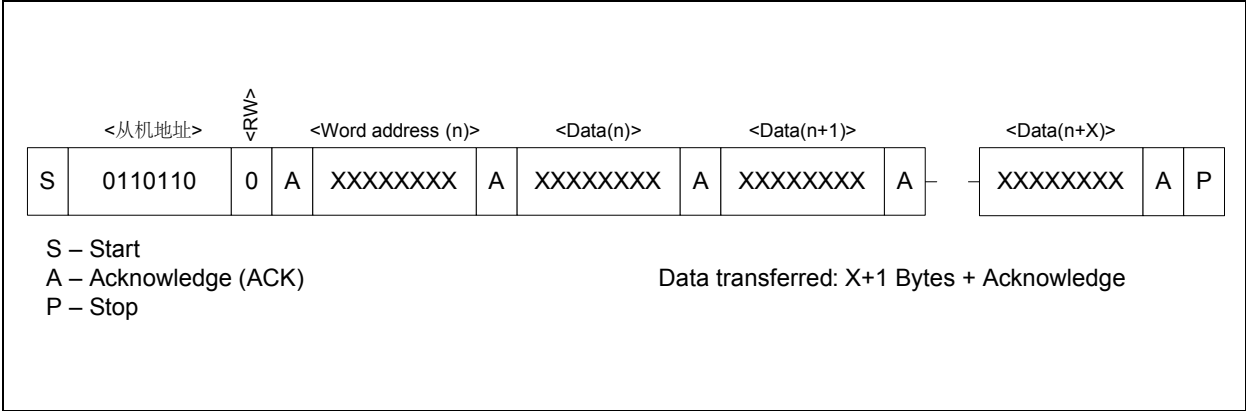 <从机地址> <RW> <Word address (n)> <Data(n)> <Data(n+1)> <Data(n+X)>
S 0110110 0 A XXXXXXXX A XXXXXXXX A XXXXXXXX A XXXXXXXX A P
S – Start
A – Acknowledge (ACK) Data transferred: X+1 Bytes + Acknowledge
P – Stop